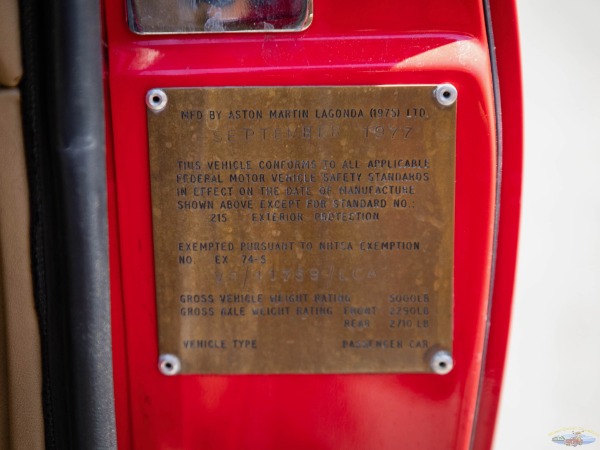 MFD BY ASTON MARTIN LAGONDA (1975) LTD.
SEPTEMBER 1977
THIS VEHICLE CONFORMS TO ALL APPLICABLE
FEDERAL MOTOR VEHICLE SAFETY STANDARDS
IN EFFECT ON THE DATE OF MANUFACTURE
SHOWN ABOVE EXCEPT FOR STANDARD NO.:
215 EXTERIOR PROTECTION
EXEMPTED PURSUANT TO NHTSA EXEMPTION
NO. EX 74-5
GROSS VEHICLE WEIGHT RATING 5000LB
GROSS AXLE WEIGHT RATING FRONT 2290LB
REAR 2710 LB
VEHICLE TYPE PASSENGER CAR